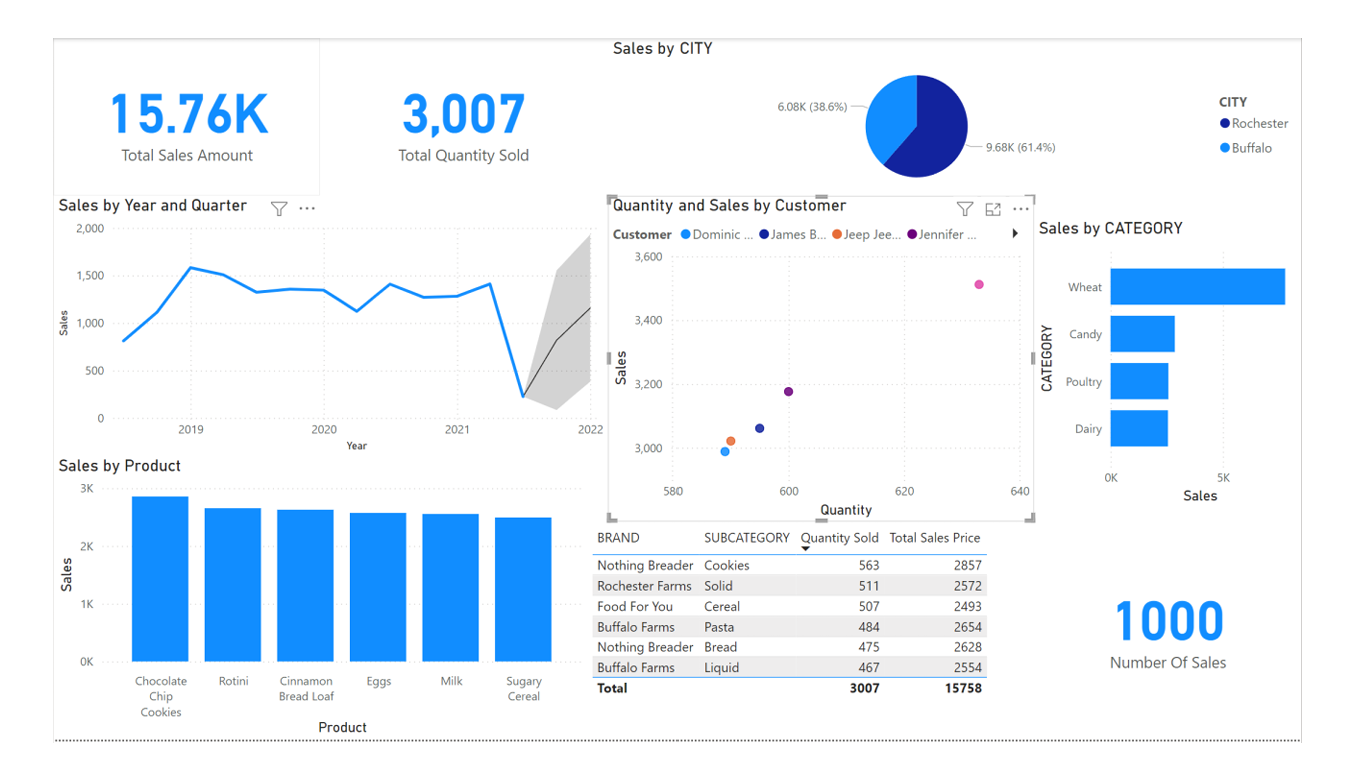 Sales by CITY
15.76K
Total Sales Amount
3,007
Total Quantity Sold
6.08K (38.6%)
9.68K (61.4%)
CITY
Rochester
Buffalo
Sales by Year and Quarter
2,000
1,500
1,000
500
0
Sales
2019
2020
2021
2022
Year
Quantity and Sales by Customer
Customer Dominic ... James B... Jeep Jee... Jennifer ...
3,600
3,400
3,200
3,000
Sales
580
600
620
640
Quantity
Sales by CATEGORY
CATEGORY
Wheat
Candy
Poultry
Dairy
0K
5K
Sales
Sales by Product
3K
2K
1K
0K
Sales
Chocolate
Chip
Cookies
Rotini
Cinnamon
Bread Loaf
Eggs
Milk
Sugary
Cereal
Product
BRAND SUBCATEGORY Quantity Sold Total Sales Price
Nothing Breader Cookies 563 2857
Rochester Farms Solid 511 2572
Food For You Cereal 507 2493
Buffalo Farms Pasta 484 2654
Nothing Breader Bread 475 2628
Buffalo Farms Liquid 467 2554
Total 3007 15758
1000
Number Of Sales